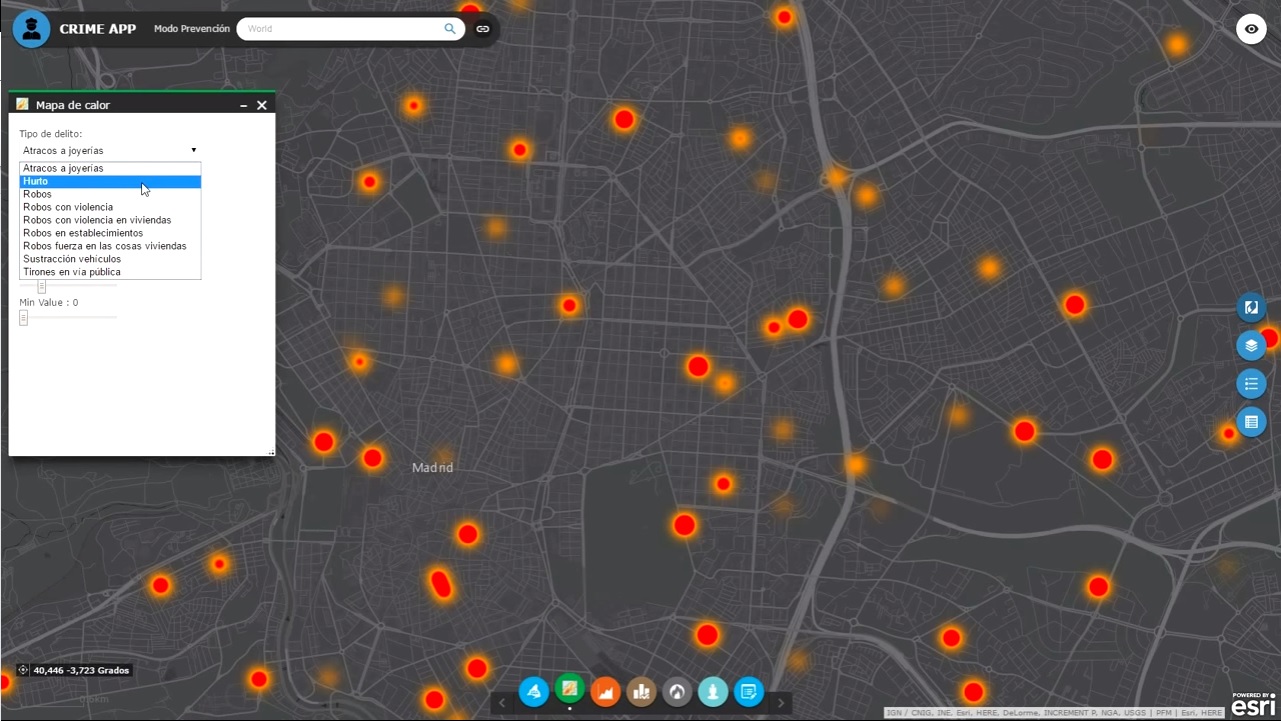 CRIME APP
Modo Prevención
World
Mapa de calor
Tipo de delito:
Atracos a joyerías
Atracos a joyerías
Hurto
Robos
Robos con violencia
Robos con violencia en viviendas
Robos en establecimientos
Robos fuerza en las cosas viviendas
Sustracción vehículos
Tirones en vía pública
Min Value : 0
Madrid
40,446 -3,723 Grados
IGN / CNIG, INE, Esri, HERE, DeLorme, INCREMENT P, NGA, USGS | PFM | Esri, HERE
POWERED BY
esri